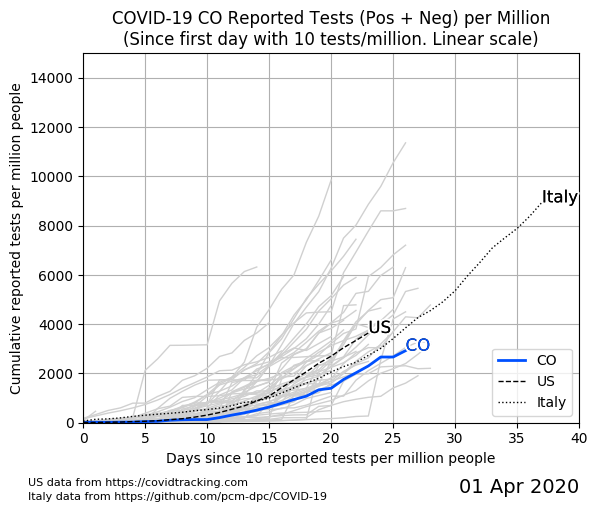 COVID-19 CO Reported Tests (Pos + Neg) per Million
(Since first day with 10 tests/million. Linear scale)
Cumulative reported tests per million people
14000
12000
10000
8000
6000
4000
2000
0
Italy
US
CO
CO
US
Italy
0 5 10 15 20 25 30 35 40
Days since 10 reported tests per million people
US data from https://covidtracking.com
Italy data from https://github.com/pcm-dpc/COVID-19
01 Apr 2020